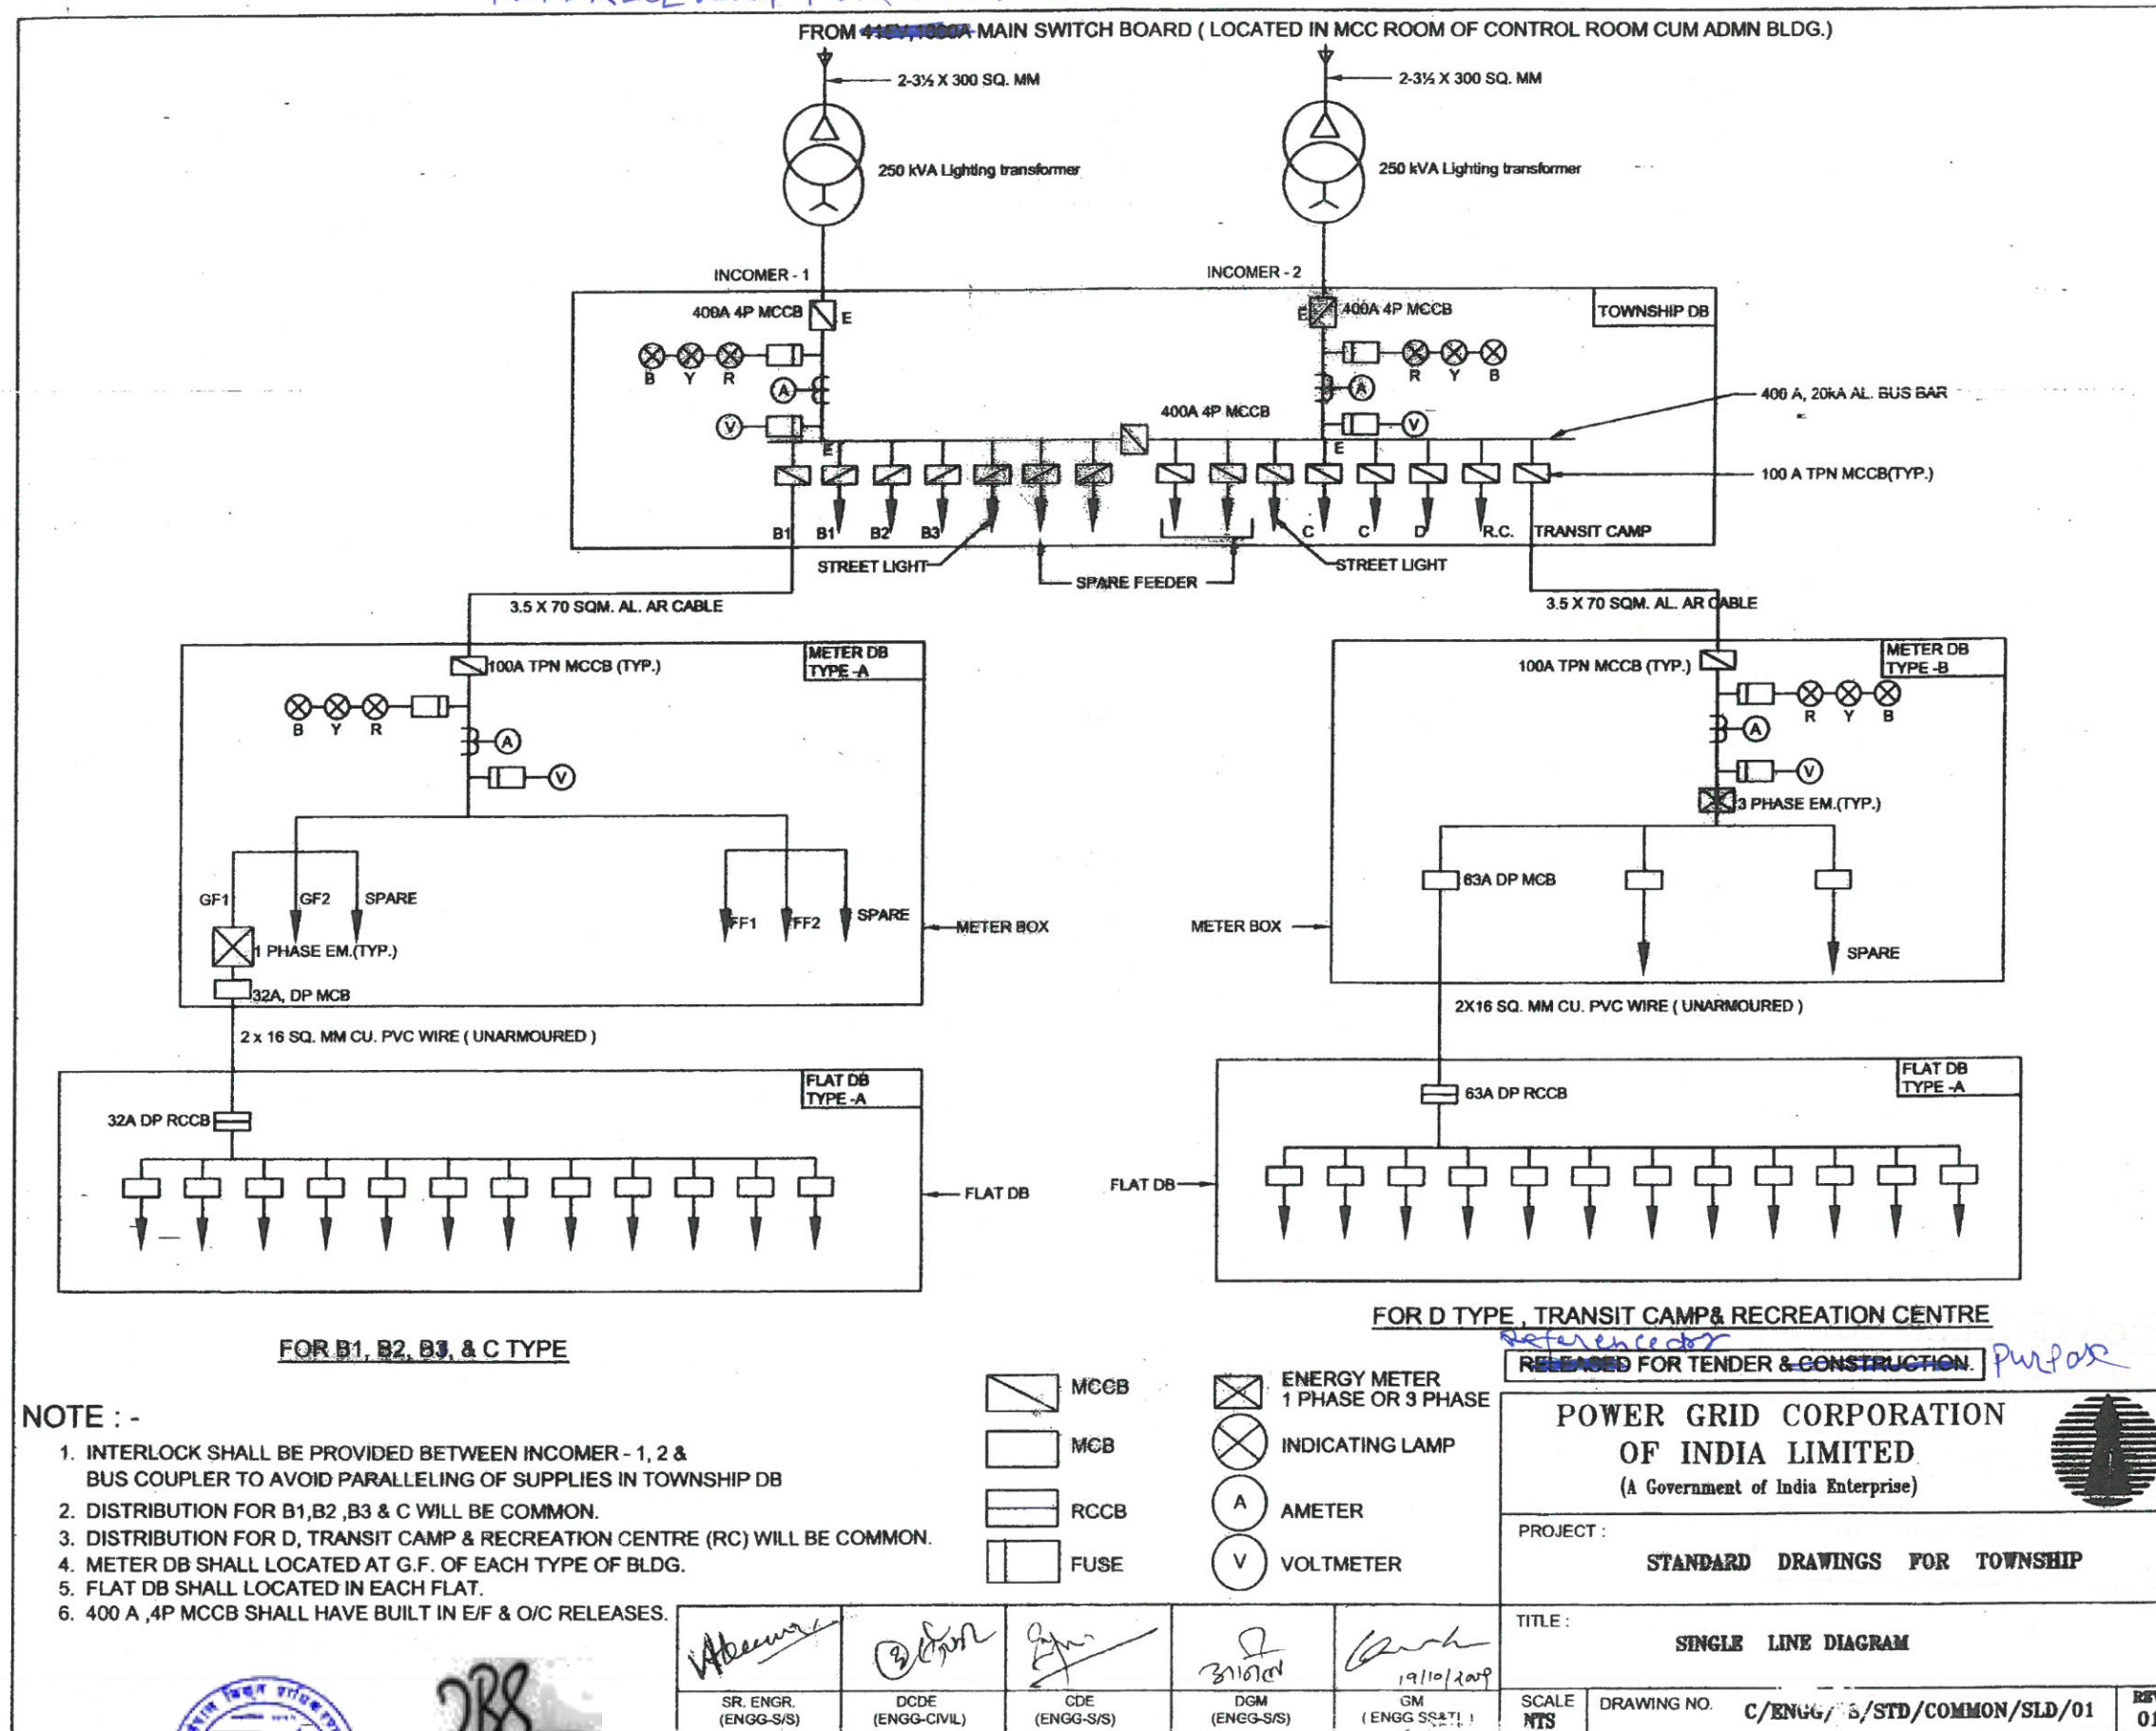 FROM 415V,1600A MAIN SWITCH BOARD ( LOCATED IN MCC ROOM OF CONTROL ROOM CUM ADMN BLDG.)
2-3½ X 300 SQ. MM
2-3½ X 300 SQ. MM
250 kVA Lighting transformer
250 kVA Lighting transformer
INCOMER - 1
INCOMER - 2
400A 4P MCCB
E
E
400A 4P MCCB
TOWNSHIP DB
B Y R
R Y B
A
A
V
V
400A 4P MCCB
400 A, 20kA AL. BUS BAR
E
E
100 A TPN MCCB(TYP.)
B1 B1 B2 B3
C C D R.C. TRANSIT CAMP
STREET LIGHT
SPARE FEEDER
STREET LIGHT
3.5 X 70 SQM. AL. AR CABLE
3.5 X 70 SQM. AL. AR CABLE
METER DB
TYPE -A
100A TPN MCCB (TYP.)
B Y R
A
V
GF1
GF2
SPARE
FF1
FF2
SPARE
METER BOX
1 PHASE EM.(TYP.)
32A, DP MCB
2 x 16 SQ. MM CU. PVC WIRE ( UNARMOURED )
FLAT DB
TYPE -A
32A DP RCCB
FLAT DB
FOR B1, B2, B3, & C TYPE
METER DB
TYPE -B
100A TPN MCCB (TYP.)
R Y B
A
V
3 PHASE EM.(TYP.)
63A DP MCB
METER BOX
SPARE
2X16 SQ. MM CU. PVC WIRE ( UNARMOURED )
FLAT DB
TYPE -A
63A DP RCCB
FLAT DB
FOR D TYPE , TRANSIT CAMP& RECREATION CENTRE
RELEASED FOR TENDER & CONSTRUCTION. Purpose
NOTE : -
1. INTERLOCK SHALL BE PROVIDED BETWEEN INCOMER - 1, 2 &
BUS COUPLER TO AVOID PARALLELING OF SUPPLIES IN TOWNSHIP DB
2. DISTRIBUTION FOR B1,B2 ,B3 & C WILL BE COMMON.
3. DISTRIBUTION FOR D, TRANSIT CAMP & RECREATION CENTRE (RC) WILL BE COMMON.
4. METER DB SHALL LOCATED AT G.F. OF EACH TYPE OF BLDG.
5. FLAT DB SHALL LOCATED IN EACH FLAT.
6. 400 A ,4P MCCB SHALL HAVE BUILT IN E/F & O/C RELEASES.
MCCB
MCB
RCCB
FUSE
ENERGY METER
1 PHASE OR 3 PHASE
INDICATING LAMP
A AMETER
V VOLTMETER
POWER GRID CORPORATION
OF INDIA LIMITED
(A Government of India Enterprise)
PROJECT :
STANDARD DRAWINGS FOR TOWNSHIP
TITLE :
SINGLE LINE DIAGRAM
19/10/2009
SR. ENGR.
(ENGG-S/S)
DCDE
(ENGG-CIVIL)
CDE
(ENGG-S/S)
DGM
(ENGG-S/S)
GM
SCALE
NTS
DRAWING NO.
C/ENGG/ S/STD/COMMON/SLD/01